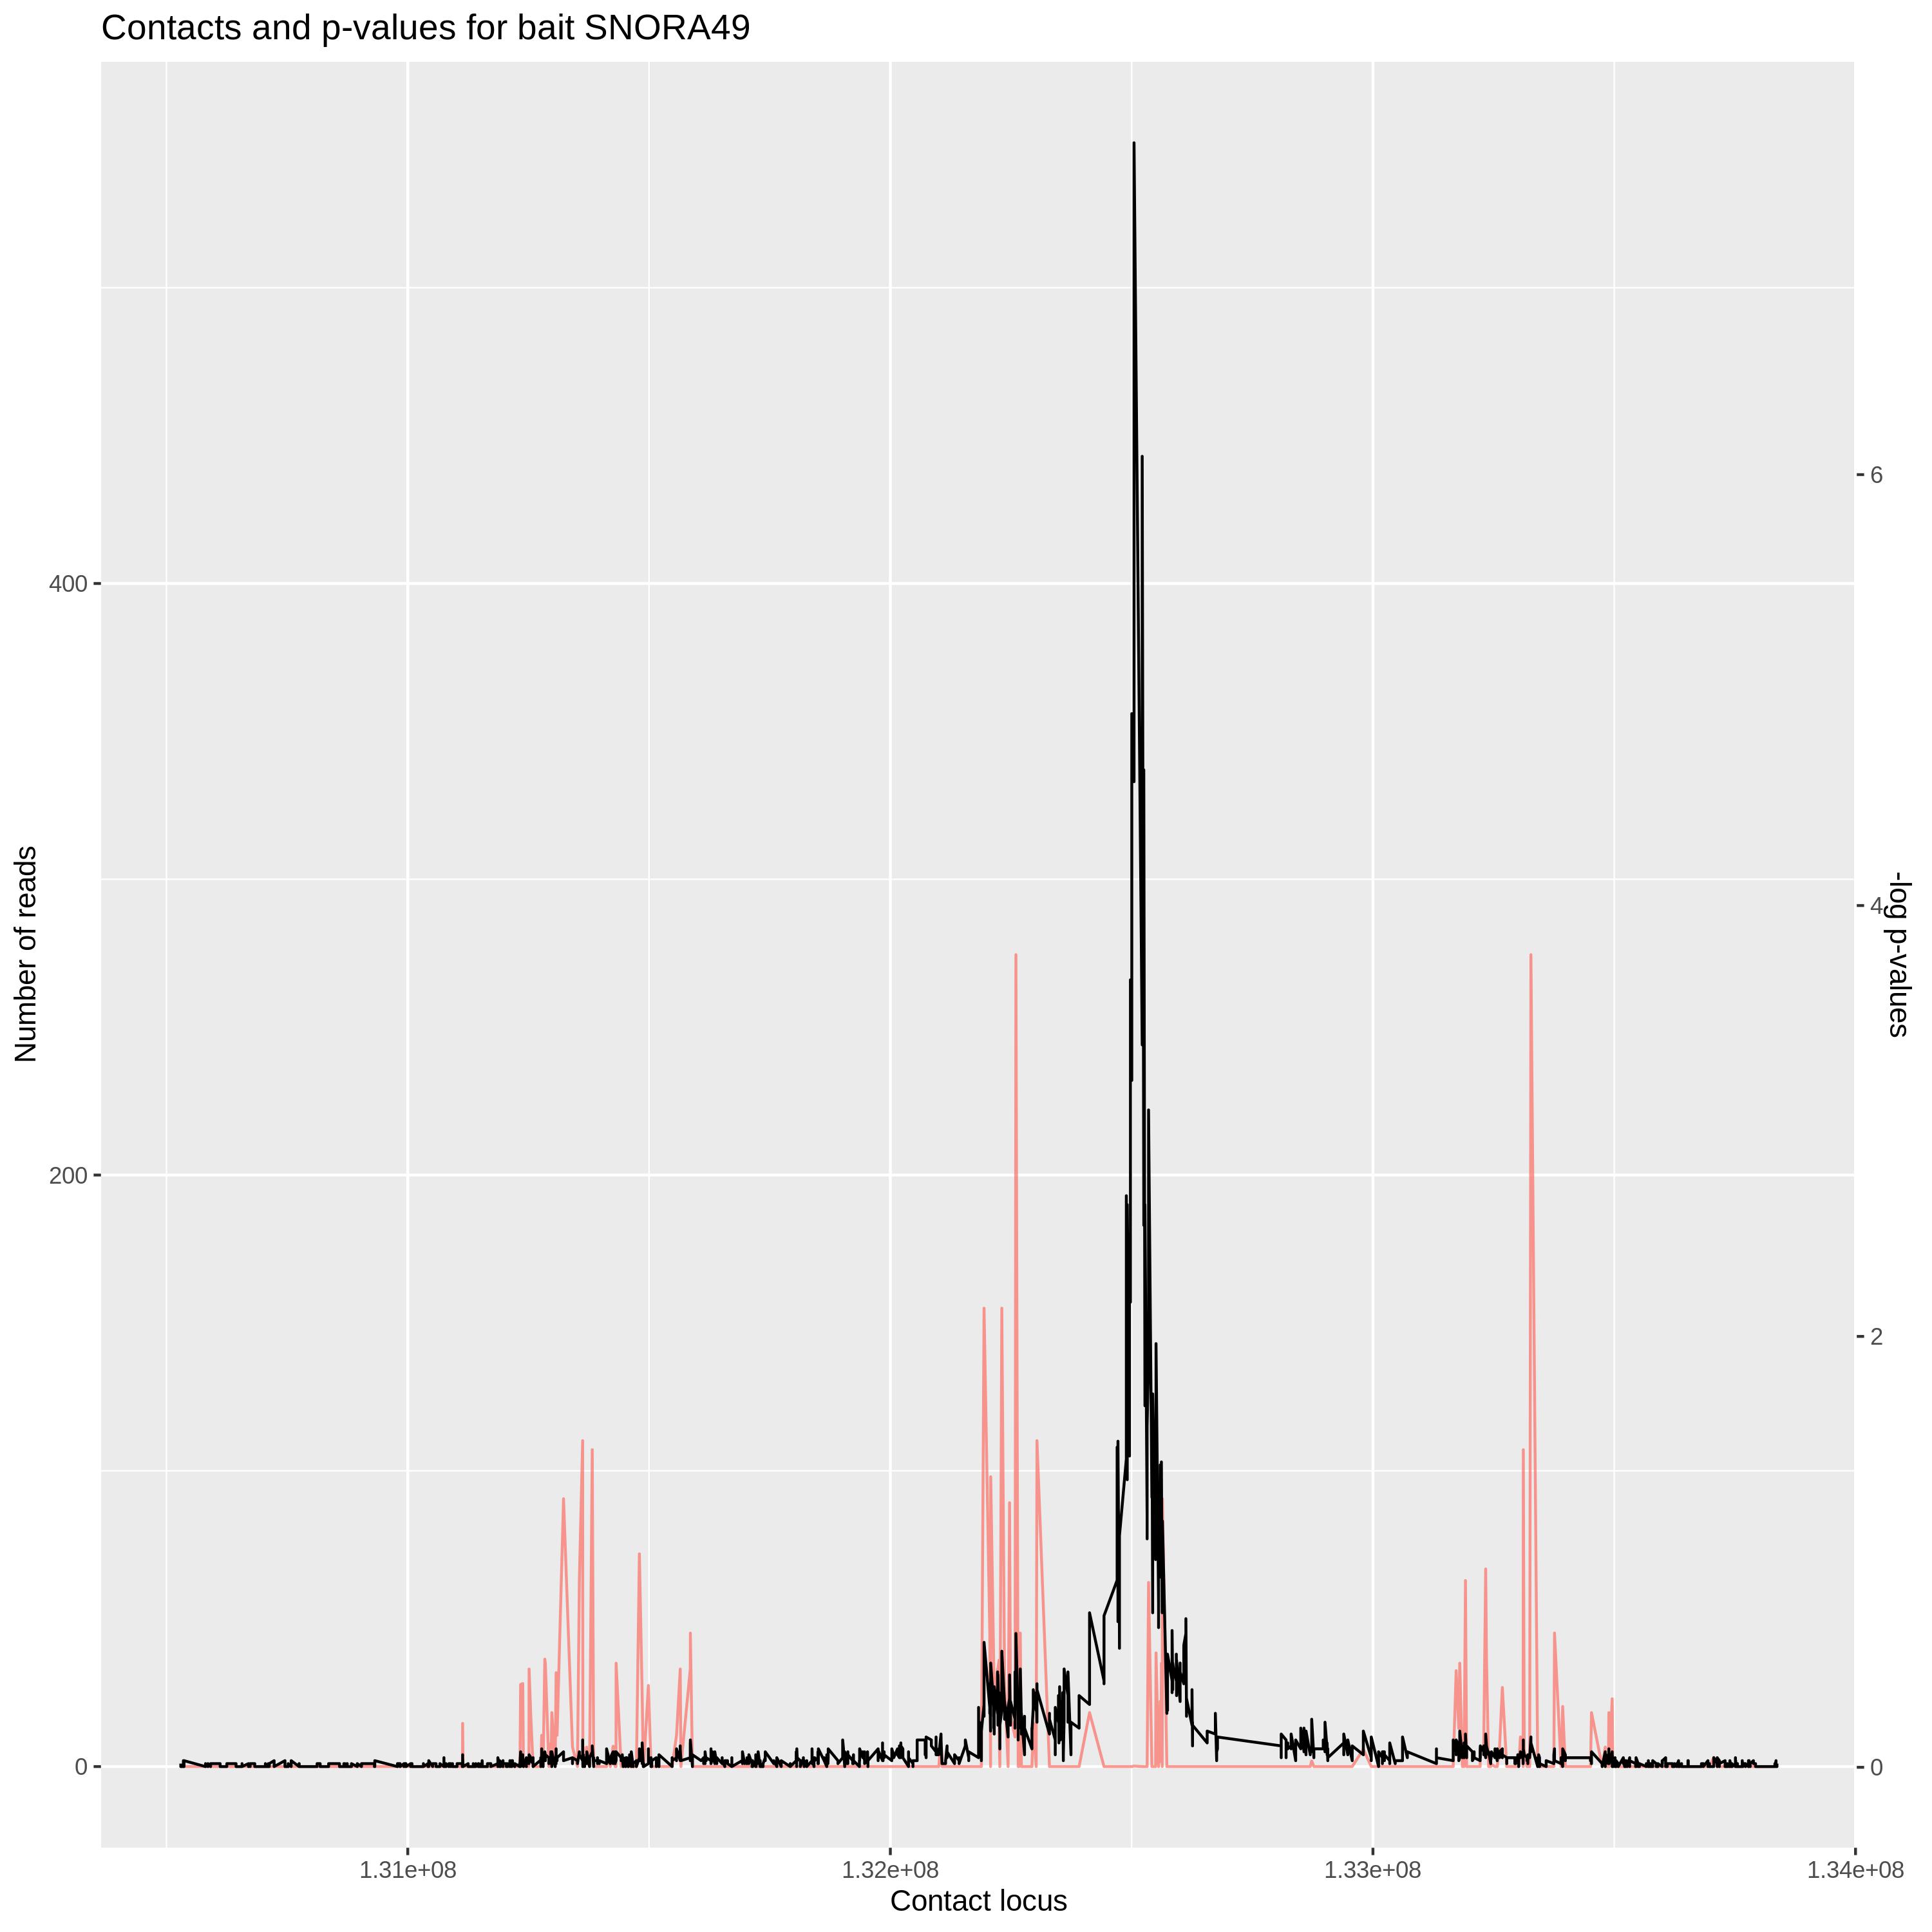 Contacts and p-values for bait SNORA49
Number of reads
400
200
0
6
4
2
0
-log p-values
1.31e+08
1.32e+08
1.33e+08
1.34e+08
Contact locus